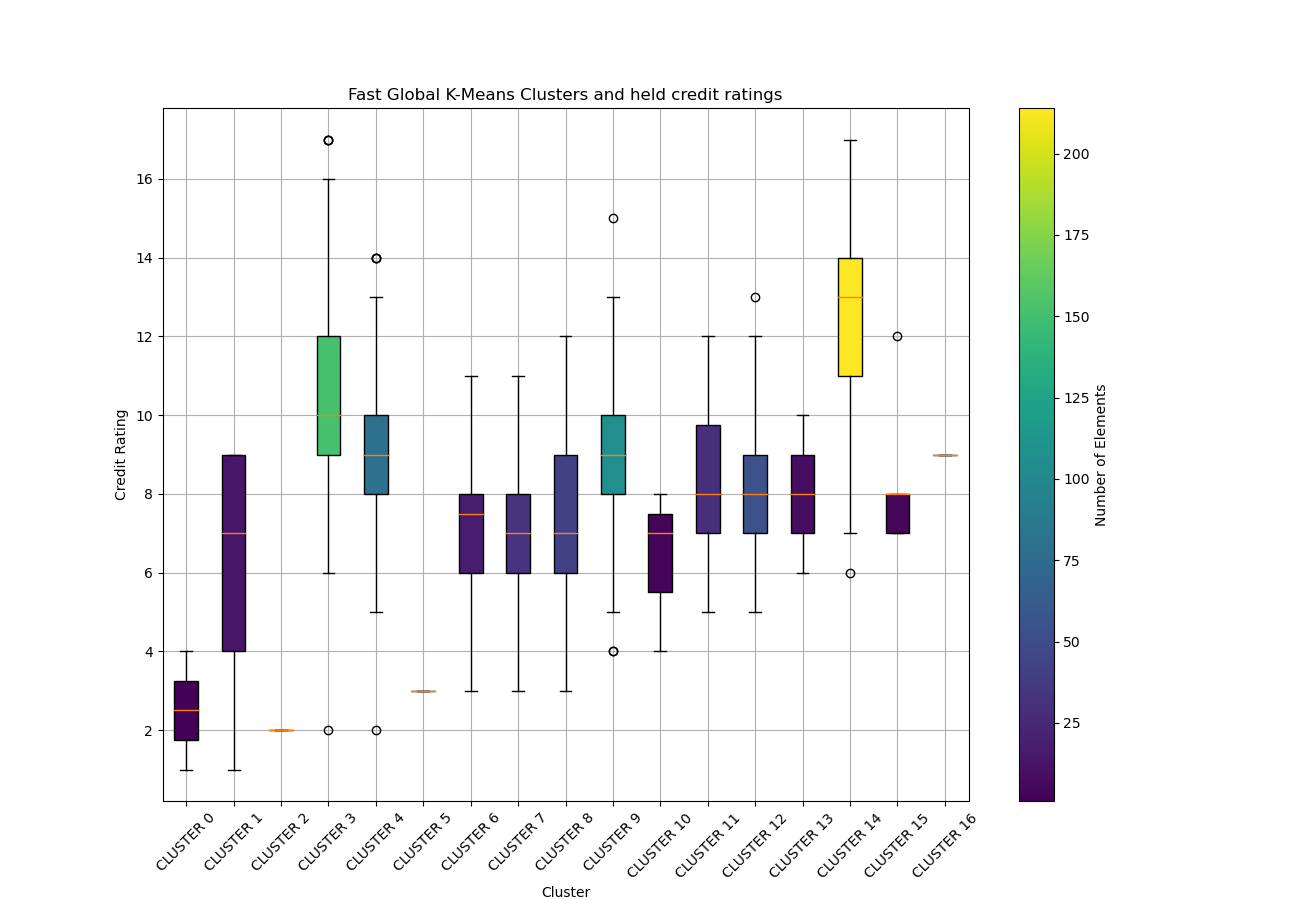 Fast Global K-Means Clusters and held credit ratings
Credit Rating
16
14
12
10
8
6
4
2
CLUSTER 0
CLUSTER 1
CLUSTER 2
CLUSTER 3
CLUSTER 4
CLUSTER 5
CLUSTER 6
CLUSTER 7
CLUSTER 8
CLUSTER 9
CLUSTER 10
CLUSTER 11
CLUSTER 12
CLUSTER 13
CLUSTER 14
CLUSTER 15
CLUSTER 16
Cluster
200
175
150
125
100
75
50
25
Number of Elements